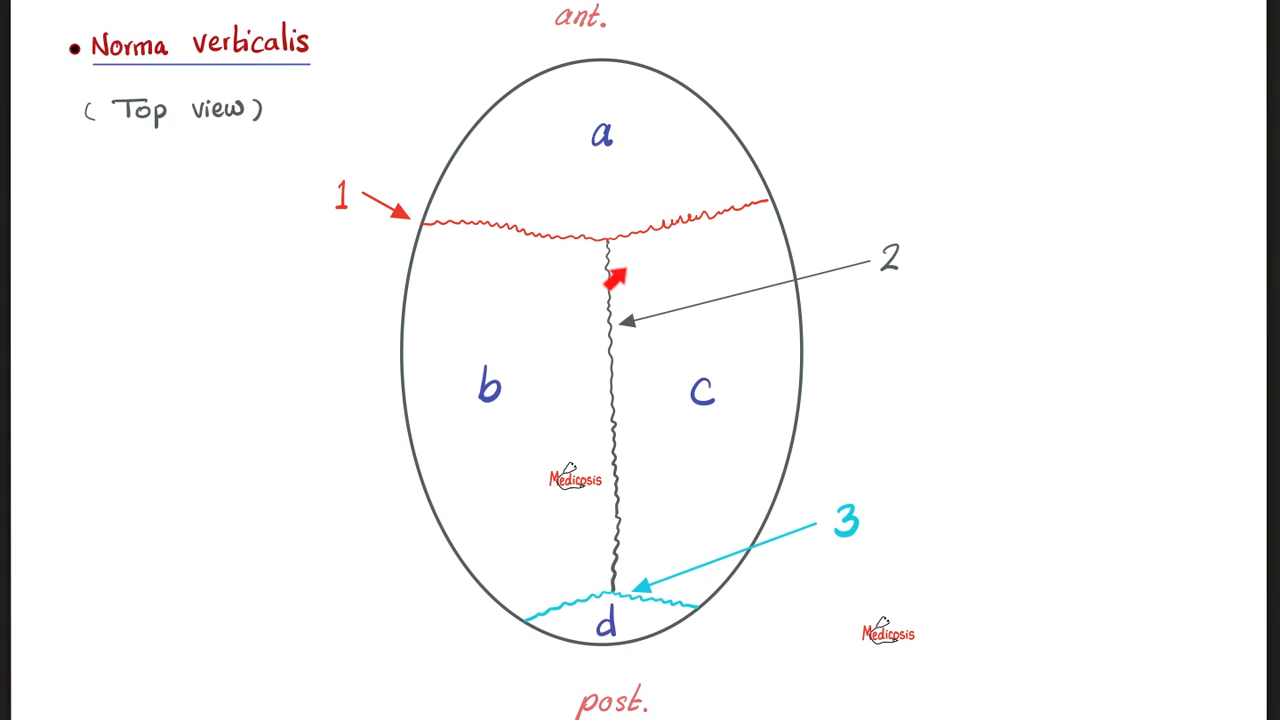 ant.
• Norma verticalis
( Top view )
a
1
2
b
c
Medicosis
3
d
Medicosis
post.